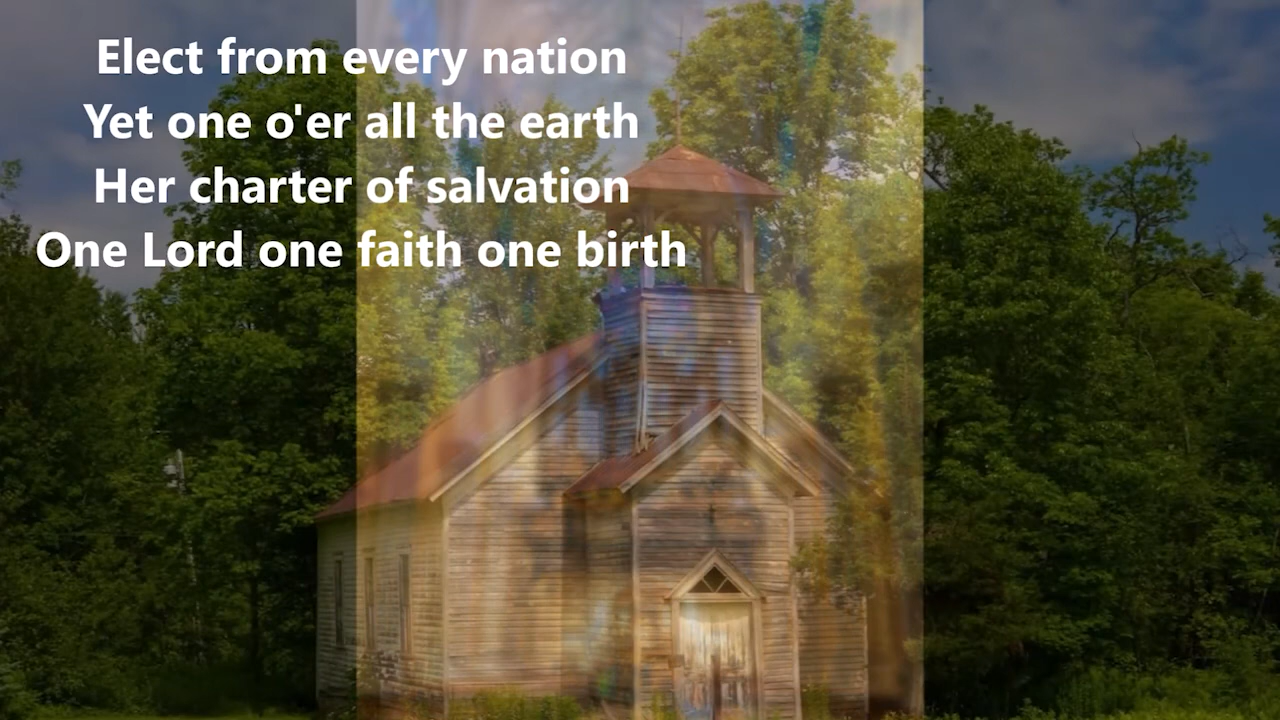 Elect from every nation
Yet one o'er all the earth
Her charter of salvation
One Lord one faith one birth